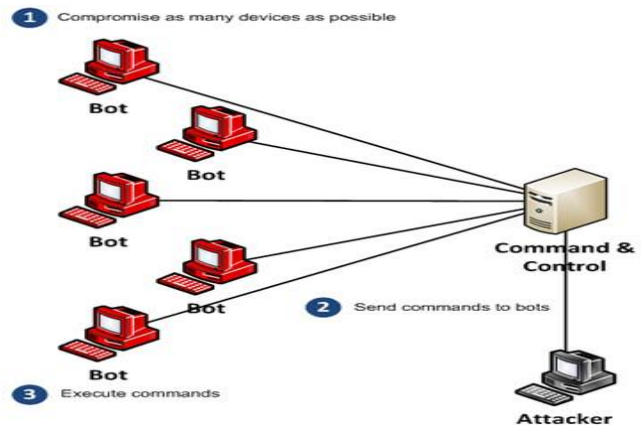 1 Compromise as many devices as possible
Bot
Bot
Bot
Command &
Control
Bot
2 Send commands to bots
Bot
3 Execute commands
Attacker